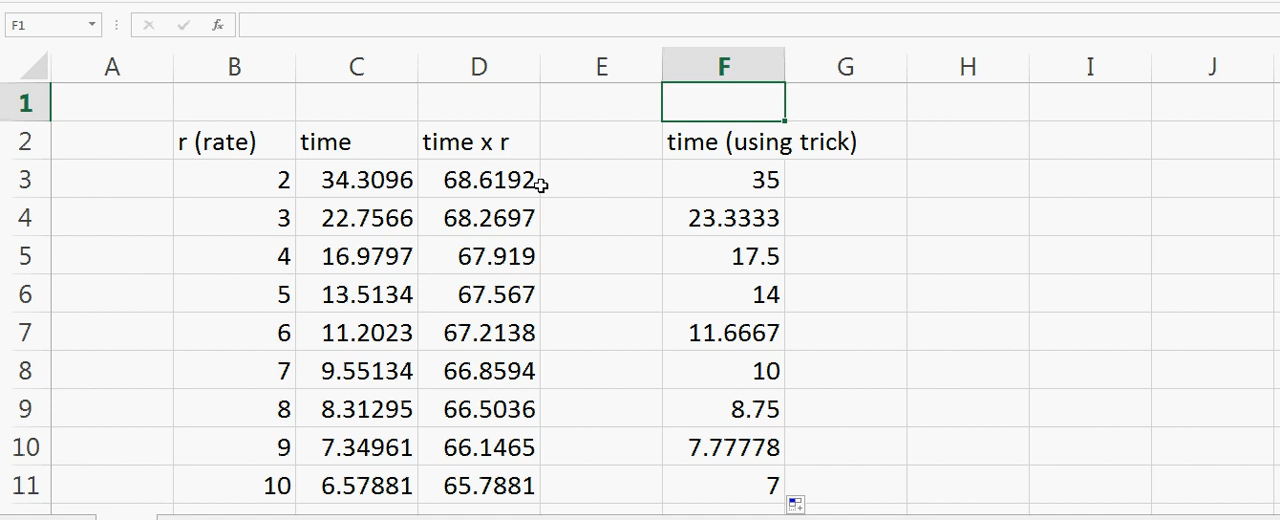 F1 fx
A B C D E F G H I J
1
2 r (rate) time time x r time (using trick)
3 2 34.3096 68.6192 35
4 3 22.7566 68.2697 23.3333
5 4 16.9797 67.919 17.5
6 5 13.5134 67.567 14
7 6 11.2023 67.2138 11.6667
8 7 9.55134 66.8594 10
9 8 8.31295 66.5036 8.75
10 9 7.34961 66.1465 7.77778
11 10 6.57881 65.7881 7